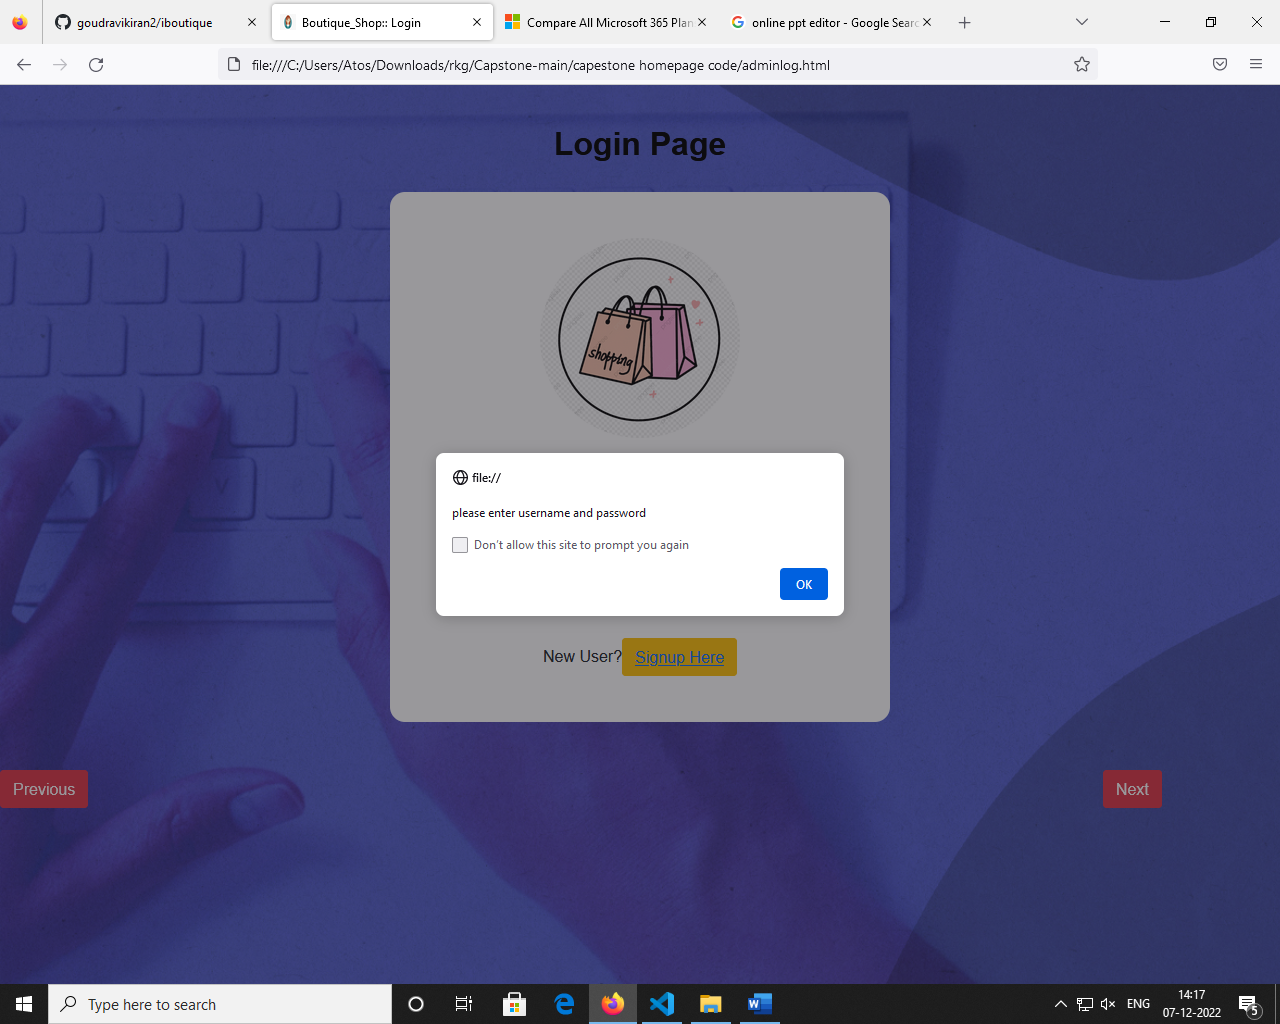 goudravikiran2/iboutique
Boutique_Shop:: Login
Compare All Microsoft 365 Plan
online ppt editor - Google Searc
file:///C:/Users/Atos/Downloads/rkg/Capstone-main/capestone homepage code/adminlog.html
Login Page
shopping
file://
please enter username and password
Don't allow this site to prompt you again
OK
New User? Signup Here
Previous
Next
Type here to search
ENG
14:17
07-12-2022
5